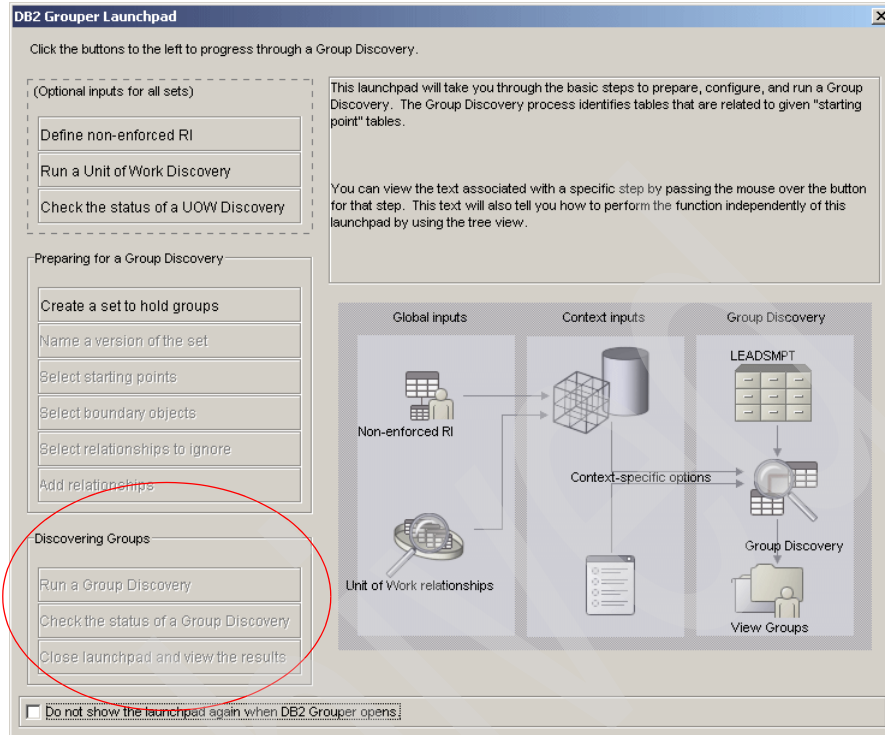 DB2 Grouper Launchpad
Click the buttons to the left to progress through a Group Discovery.
(Optional inputs for all sets)
Define non-enforced RI
Run a Unit of Work Discovery
Check the status of a UOW Discovery
Preparing for a Group Discovery
Create a set to hold groups
Name a version of the set
Select starting points
Select boundary objects
Select relationships to ignore
Add relationships
Discovering Groups
Run a Group Discovery
Check the status of a Group Discovery
Close launchpad and view the results
This launchpad will take you through the basic steps to prepare, configure, and run a Group
Discovery. The Group Discovery process identifies tables that are related to given "starting
point" tables.
You can view the text associated with a specific step by passing the mouse over the button
for that step. This text will also tell you how to perform the function independently of this
launchpad by using the tree view.
Global inputs
Context inputs
Group Discovery
LEADSMPT
Non-enforced RI
Context-specific options
Group Discovery
Unit of Work relationships
View Groups
Do not show the launchpad again when DB2 Grouper opens